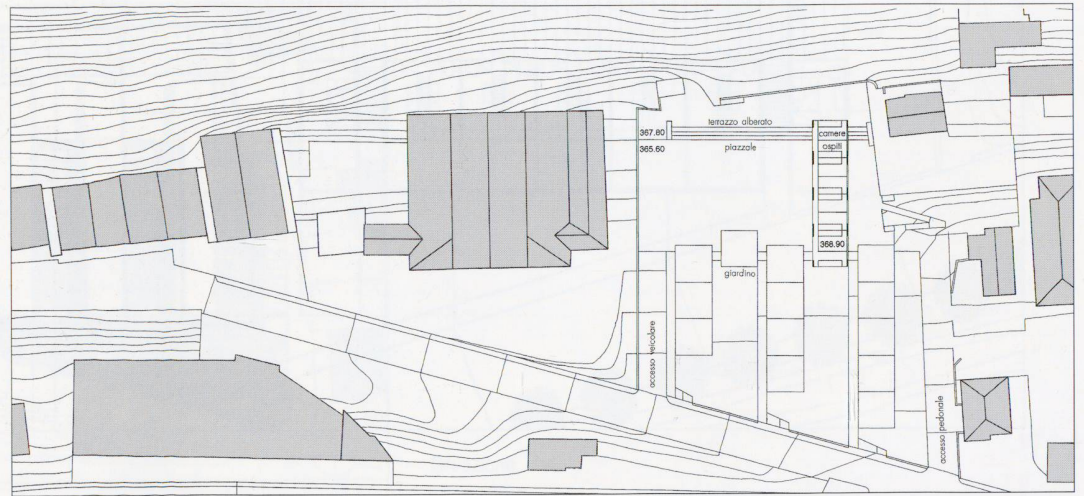 terrazzo alberato
367.80
camere
365.60
piazzale
ospiti
368.90
giardino
accesso veicolare
accesso pedonale